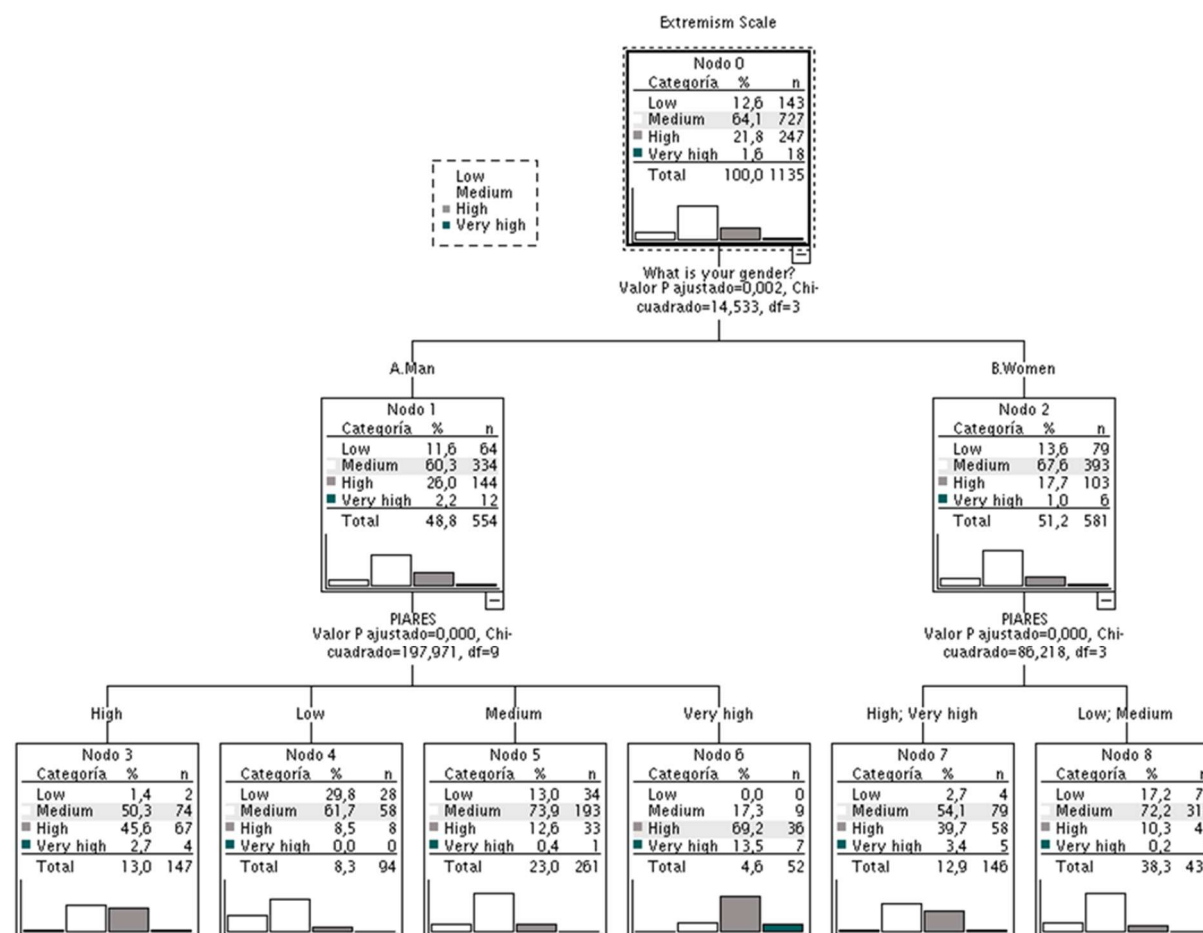 Extremism Scale
Nodo 0
Categoría % n
Low 12,6 143
Medium 64,1 727
High 21,8 247
Very high 1,6 18
Total 100,0 1135
Low
Medium
High
Very high
What is your gender?
Valor P ajustado=0,002, Chi-
cuadrado=14,533, df=3
A.Man
B.Women
Nodo 1
Categoría % n
Low 11,6 64
Medium 60,3 334
High 26,0 144
Very high 2,2 12
Total 48,8 554
Nodo 2
Categoría % n
Low 13,6 79
Medium 67,6 393
High 17,7 103
Very high 1,0 6
Total 51,2 581
PIARES
Valor P ajustado=0,000, Chi-
cuadrado=197,971, df=9
PIARES
Valor P ajustado=0,000, Chi-
cuadrado=86,218, df=3
High
Low
Medium
Very high
High; Very high
Low; Medium
Nodo 3
Categoría % n
Low 1,4 2
Medium 50,3 74
High 45,6 67
Very high 2,7 4
Total 13,0 147
Nodo 4
Categoría % n
Low 29,8 28
Medium 61,7 58
High 8,5 8
Very high 0,0 0
Total 8,3 94
Nodo 5
Categoría % n
Low 13,0 34
Medium 73,9 193
High 12,6 33
Very high 0,4 1
Total 23,0 261
Nodo 6
Categoría % n
Low 0,0 0
Medium 17,3 9
High 69,2 36
Very high 13,5 7
Total 4,6 52
Nodo 7
Categoría % n
Low 2,7 4
Medium 54,1 79
High 39,7 58
Very high 3,4 5
Total 12,9 146
Nodo 8
Categoría %
Low 17,2
Medium 72,2
High 10,3
Very high 0,2
Total 38,3